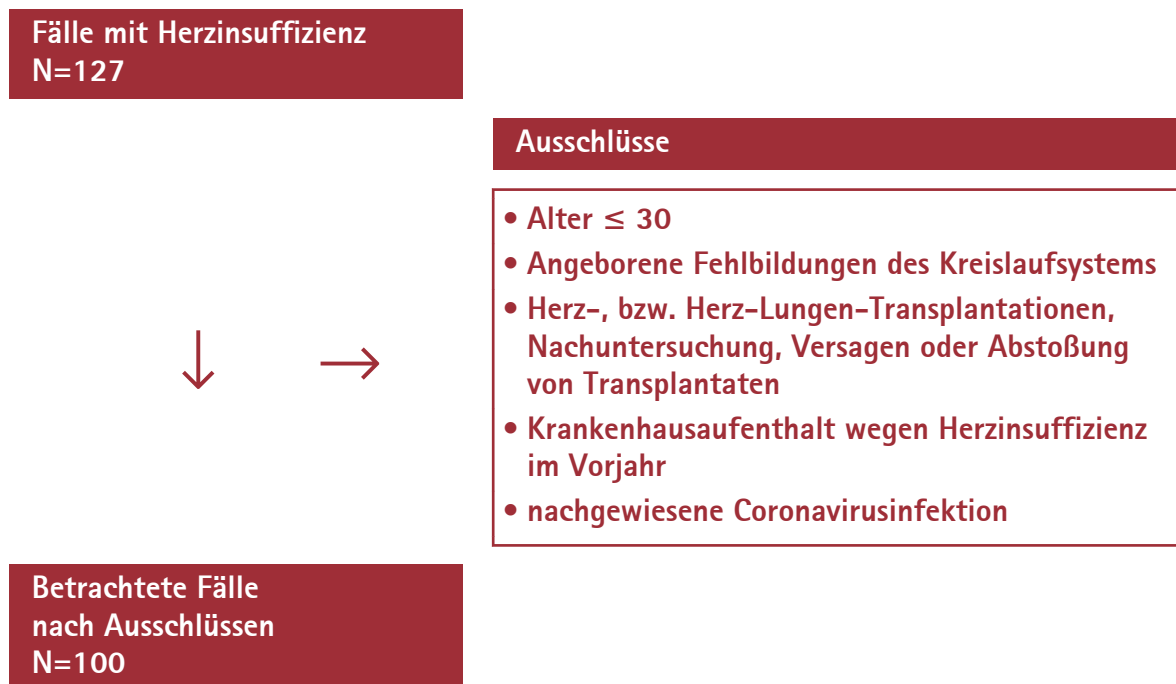 Fälle mit Herzinsuffizienz
N=127
Ausschlüsse
• Alter ≤ 30
• Angeborene Fehlbildungen des Kreislaufsystems
• Herz-, bzw. Herz-Lungen-Transplantationen,
Nachuntersuchung, Versagen oder Abstoßung
von Transplantaten
• Krankenhausaufenthalt wegen Herzinsuffizienz
im Vorjahr
• nachgewiesene Coronavirusinfektion
Betrachtete Fälle
nach Ausschlüssen
N=100